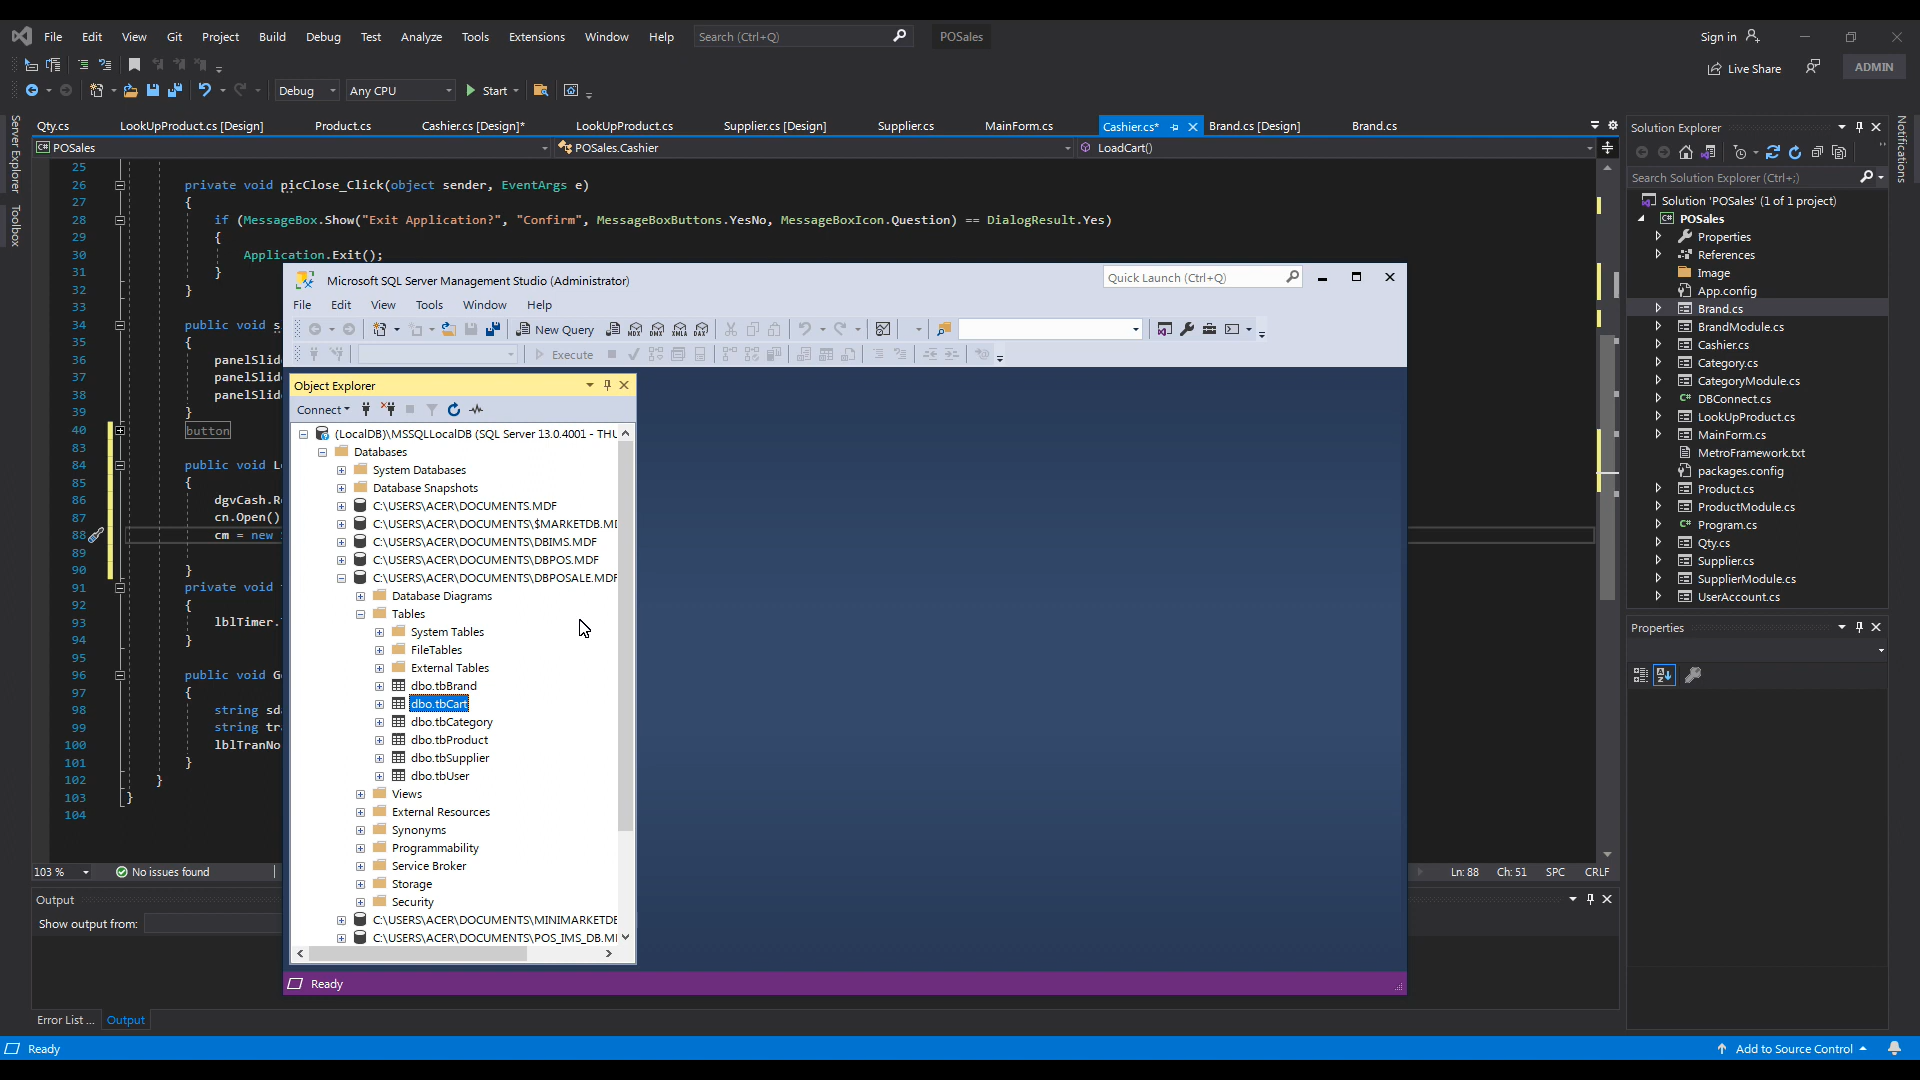 File Edit View Git Project Build Debug Test Analyze Tools Extensions Window Help Search (Ctrl+Q) POSales Sign in
Live Share ADMIN
Debug Any CPU Start
Qty.cs LookUpProduct.cs [Design] Product.cs Cashier.cs [Design]* LookUpProduct.cs Supplier.cs [Design] Supplier.cs MainForm.cs Cashier.cs* Brand.cs [Design] Brand.cs
POSales POSales.Cashier LoadCart()
Server Explorer
Toolbox
25
26 private void picClose_Click(object sender, EventArgs e)
27 {
28 if (MessageBox.Show("Exit Application?", "Confirm", MessageBoxButtons.YesNo, MessageBoxIcon.Question) == DialogResult.Yes)
29 {
30 Application.Exit();
31 }
32 }
33
34 public void s
35 {
36 panelSlid
37 panelSlid
38 panelSlid
39 }
40 button
83
84 public void L
85 {
86 dgvCash.R
87 cn.Open()
88 cm = new
89
90 }
91 private void
92 {
93 lblTimer.
94 }
95
96 public void G
97 {
98 string sd
99 string tr
100 lblTranNo
101 }
102 }
103 }
104
103 % No issues found
Ln: 88 Ch: 51 SPC CRLF
Output
Show output from:
Error List ... Output
Ready Add to Source Control
Microsoft SQL Server Management Studio (Administrator) Quick Launch (Ctrl+Q)
File Edit View Tools Window Help
New Query MDX DMX XMLA DAX
Execute
Object Explorer
Connect
(LocalDB)\MSSQLLocalDB (SQL Server 13.0.4001 - THU
Databases
System Databases
Database Snapshots
C:\USERS\ACER\DOCUMENTS.MDF
C:\USERS\ACER\DOCUMENTS\$MARKETDB.MD
C:\USERS\ACER\DOCUMENTS\DBIMS.MDF
C:\USERS\ACER\DOCUMENTS\DBPOS.MDF
C:\USERS\ACER\DOCUMENTS\DBPOSALE.MDF
Database Diagrams
Tables
System Tables
FileTables
External Tables
dbo.tbBrand
dbo.tbCart
dbo.tbCategory
dbo.tbProduct
dbo.tbSupplier
dbo.tbUser
Views
External Resources
Synonyms
Programmability
Service Broker
Storage
Security
C:\USERS\ACER\DOCUMENTS\MINIMARKETDB
C:\USERS\ACER\DOCUMENTS\POS_IMS_DB.M
Ready
Solution Explorer
Search Solution Explorer (Ctrl+;)
Solution 'POSales' (1 of 1 project)
POSales
Properties
References
Image
App.config
Brand.cs
BrandModule.cs
Cashier.cs
Category.cs
CategoryModule.cs
DBConnect.cs
LookUpProduct.cs
MainForm.cs
MetroFramework.txt
packages.config
Product.cs
ProductModule.cs
Program.cs
Qty.cs
Supplier.cs
SupplierModule.cs
UserAccount.cs
Properties
Notifications